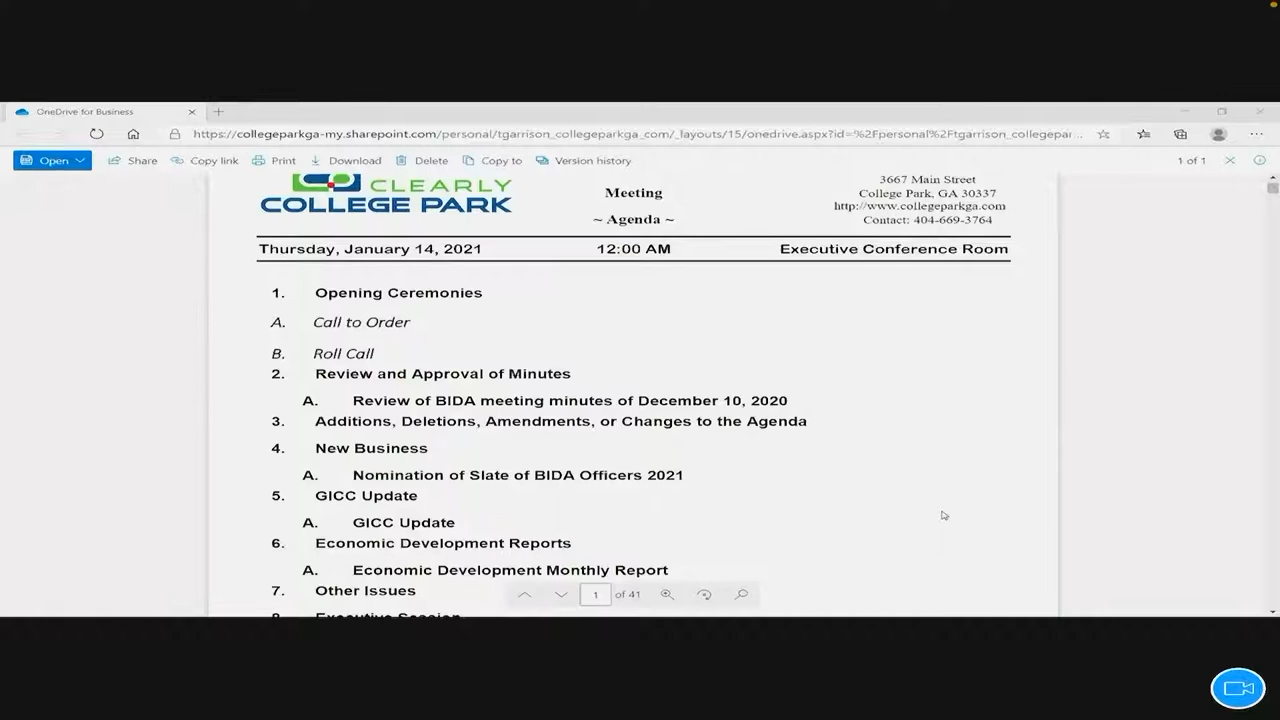 OneDrive for Business
https://collegeparkga-my.sharepoint.com/personal/tgarrison_collegeparkga_com/_layouts/15/onedrive.aspx?id=%2Fpersonal%2Ftgarrison_collegepar...
Open Share Copy link Print Download Delete Copy to Version history 1 of 1
CLEARLY
COLLEGE PARK
Meeting
~ Agenda ~
3667 Main Street
College Park, GA 30337
http://www.collegeparkga.com
Contact: 404-669-3764
Thursday, January 14, 2021 12:00 AM Executive Conference Room
1. Opening Ceremonies
A. Call to Order
B. Roll Call
2. Review and Approval of Minutes
A. Review of BIDA meeting minutes of December 10, 2020
3. Additions, Deletions, Amendments, or Changes to the Agenda
4. New Business
A. Nomination of Slate of BIDA Officers 2021
5. GICC Update
A. GICC Update
6. Economic Development Reports
A. Economic Development Monthly Report
7. Other Issues
8. Executive Session
1 of 41